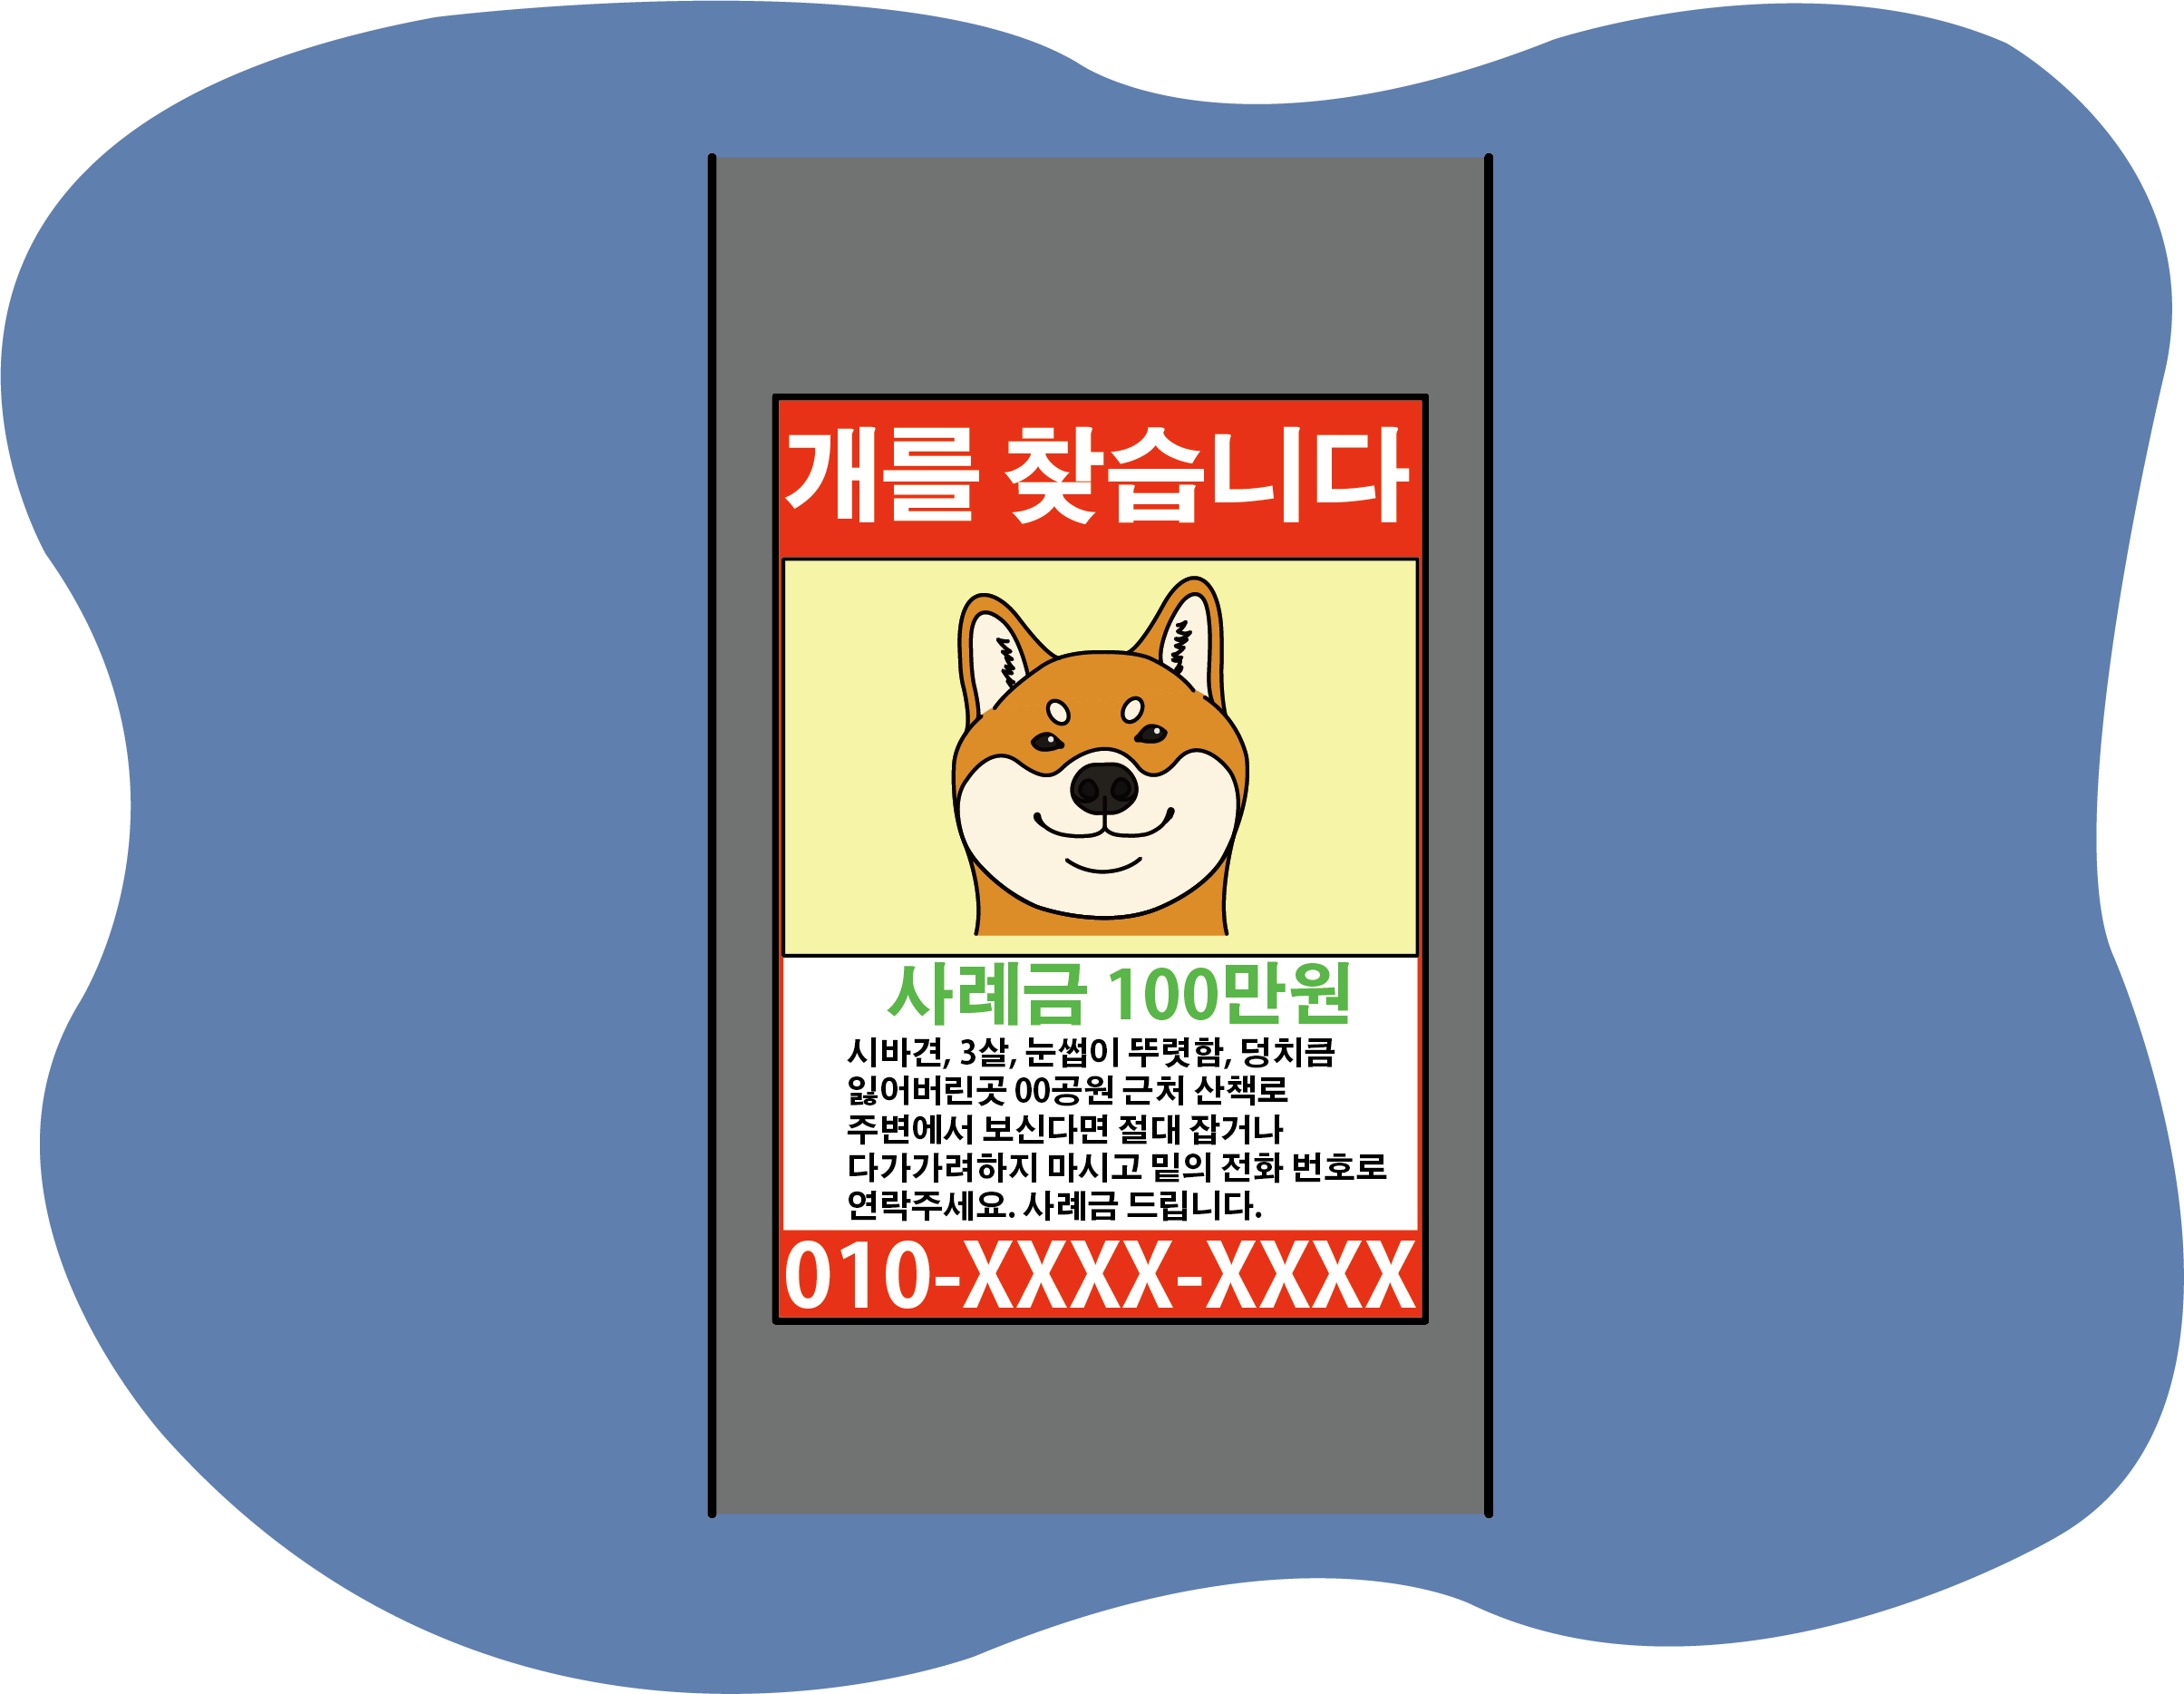 개를 찾습니다
사례금 100만원
시바견, 3살, 눈썹이 뚜렷함, 덩치큼
잃어버린곳 00공원 근처 산책로
주변에서 보신다면 절대 잡거나
다가가려하지 마시고 밑의 전화 번호로
연락주세요. 사례금 드립니다.
010-XXXX-XXXX